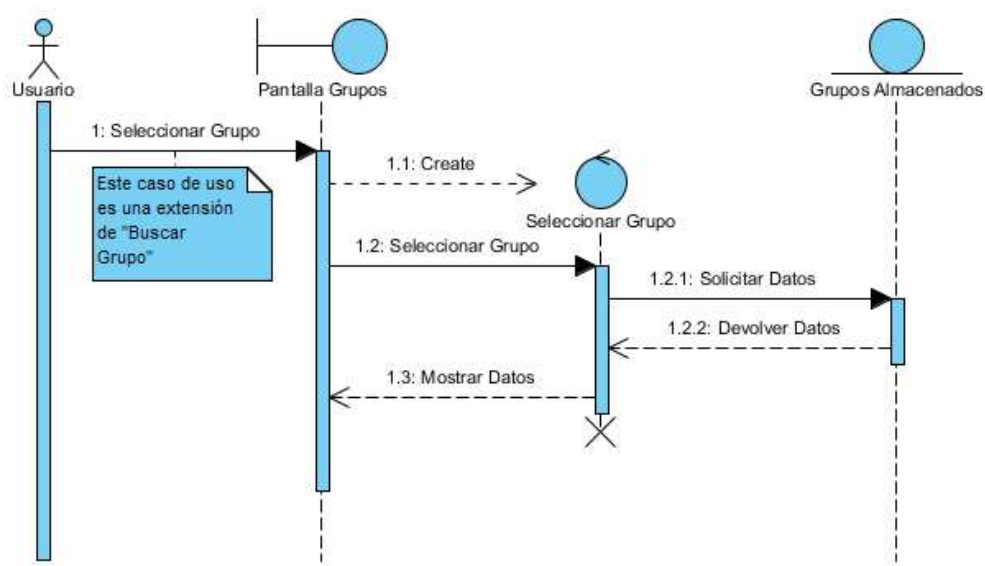 Usuario
Pantalla Grupos
Grupos Almacenados
1: Seleccionar Grupo
Este caso de uso
es una extensión
de "Buscar
Grupo"
1.1: Create
Seleccionar Grupo
1.2: Seleccionar Grupo
1.2.1: Solicitar Datos
1.2.2: Devolver Datos
1.3: Mostrar Datos